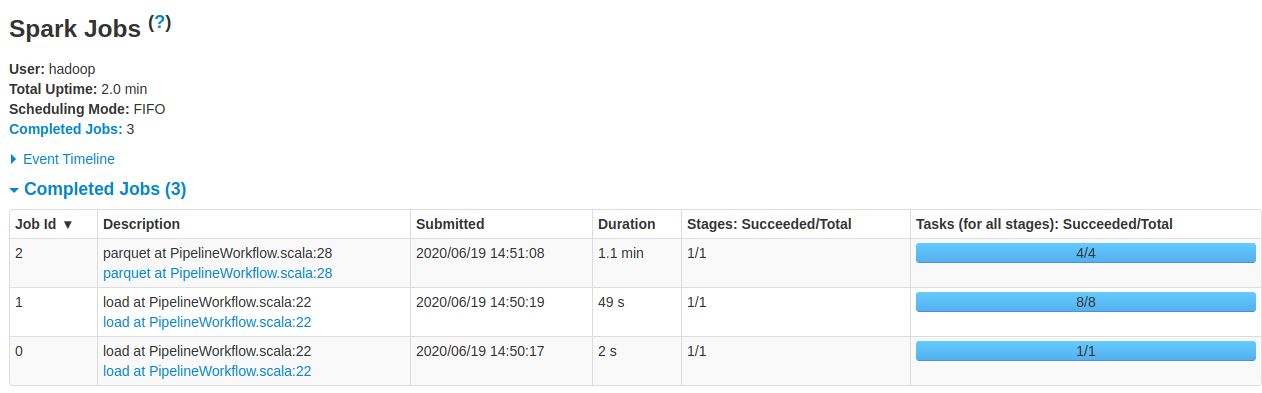 Spark Jobs (?)
User: hadoop
Total Uptime: 2.0 min
Scheduling Mode: FIFO
Completed Jobs: 3
Event Timeline
Completed Jobs (3)
Job Id ▼ Description Submitted Duration Stages: Succeeded/Total Tasks (for all stages): Succeeded/Total
2 parquet at PipelineWorkflow.scala:28 2020/06/19 14:51:08 1.1 min 1/1 4/4
parquet at PipelineWorkflow.scala:28
1 load at PipelineWorkflow.scala:22 2020/06/19 14:50:19 49 s 1/1 8/8
load at PipelineWorkflow.scala:22
0 load at PipelineWorkflow.scala:22 2020/06/19 14:50:17 2 s 1/1 1/1
load at PipelineWorkflow.scala:22